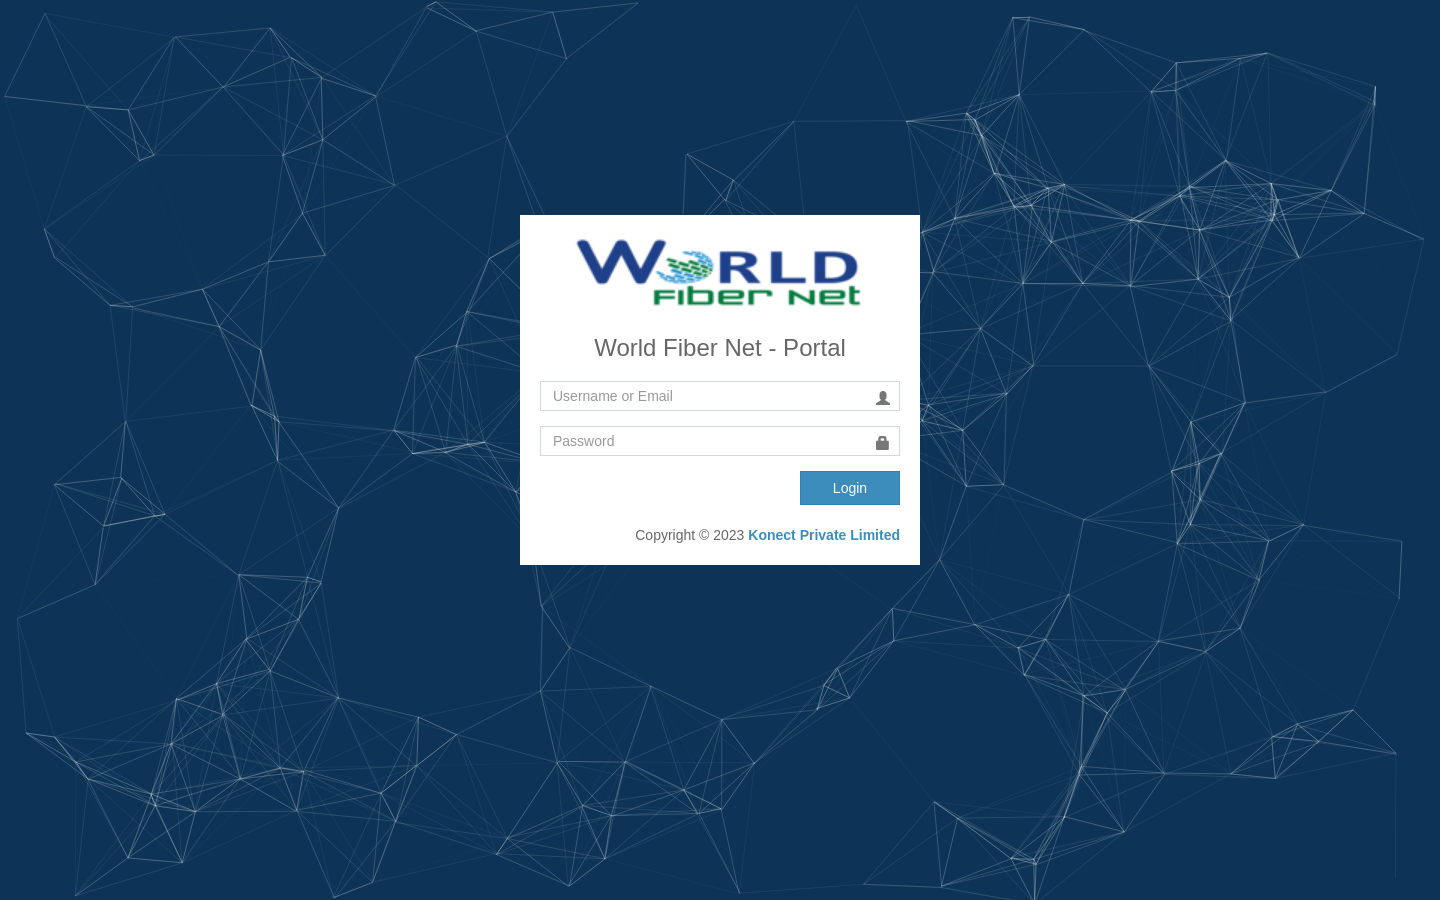 WORLD
Fiber Net
World Fiber Net - Portal
Username or Email
Password
Login
Copyright © 2023 Konect Private Limited